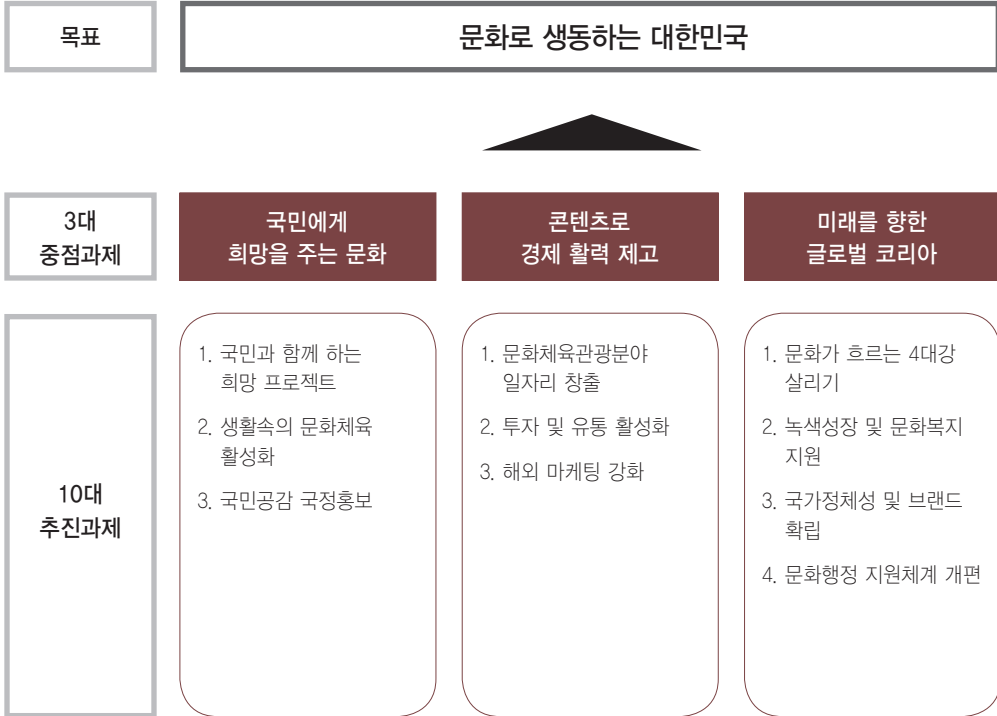 목표
문화로 생동하는 대한민국
3대
중점과제
국민에게
희망을 주는 문화
콘텐츠로
경제 활력 제고
미래를 향한
글로벌 코리아
10대
추진과제
1. 국민과 함께 하는
희망 프로젝트
2. 생활속의 문화체육
활성화
3. 국민공감 국정홍보
1. 문화체육관광분야
일자리 창출
2. 투자 및 유통 활성화
3. 해외 마케팅 강화
1. 문화가 흐르는 4대강
살리기
2. 녹색성장 및 문화복지
지원
3. 국가정체성 및 브랜드
확립
4. 문화행정 지원체계 개편